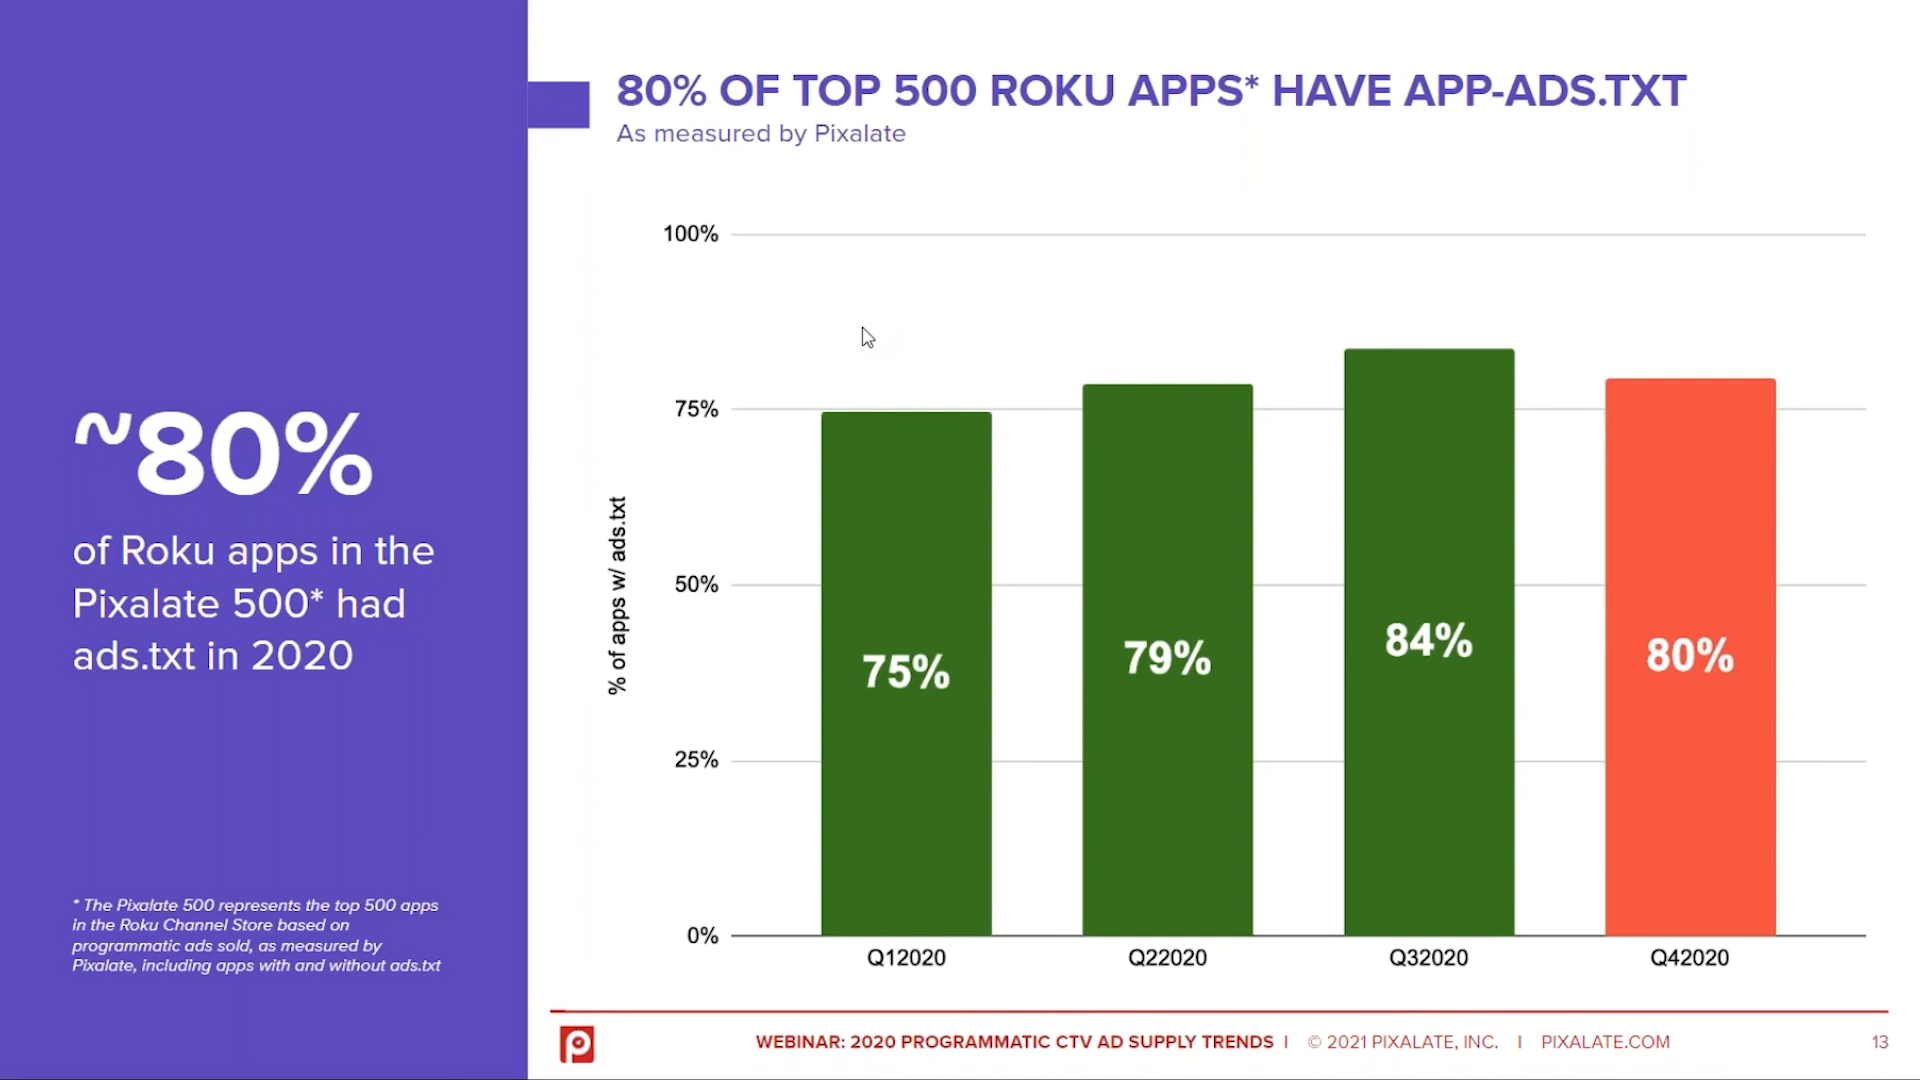 80% OF TOP 500 ROKU APPS* HAVE APP-ADS.TXT
As measured by Pixalate
~80%
of Roku apps in the
Pixalate 500* had
ads.txt in 2020
* The Pixalate 500 represents the top 500 apps
in the Roku Channel Store based on
programmatic ads sold, as measured by
Pixalate, including apps with and without ads.txt
% of apps w/ ads.txt
100%
75%
50%
25%
0%
75%
79%
84%
80%
Q12020
Q22020
Q32020
Q42020
WEBINAR: 2020 PROGRAMMATIC CTV AD SUPPLY TRENDS I © 2021 PIXALATE, INC. I PIXALATE.COM
13